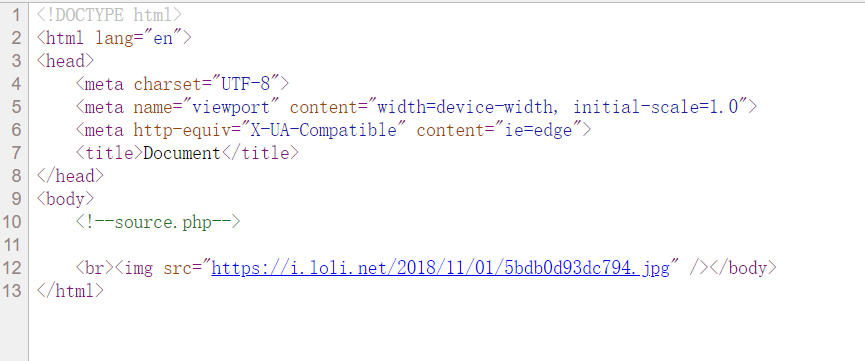 1 <!DOCTYPE html>
2 <html lang="en">
3 <head>
4     <meta charset="UTF-8">
5     <meta name="viewport" content="width=device-width, initial-scale=1.0">
6     <meta http-equiv="X-UA-Compatible" content="ie=edge">
7     <title>Document</title>
8 </head>
9 <body>
10     <!--source.php-->
11
12     <br><img src="https://i.loli.net/2018/11/01/5bdb0d93dc794.jpg" /></body>
13 </html>